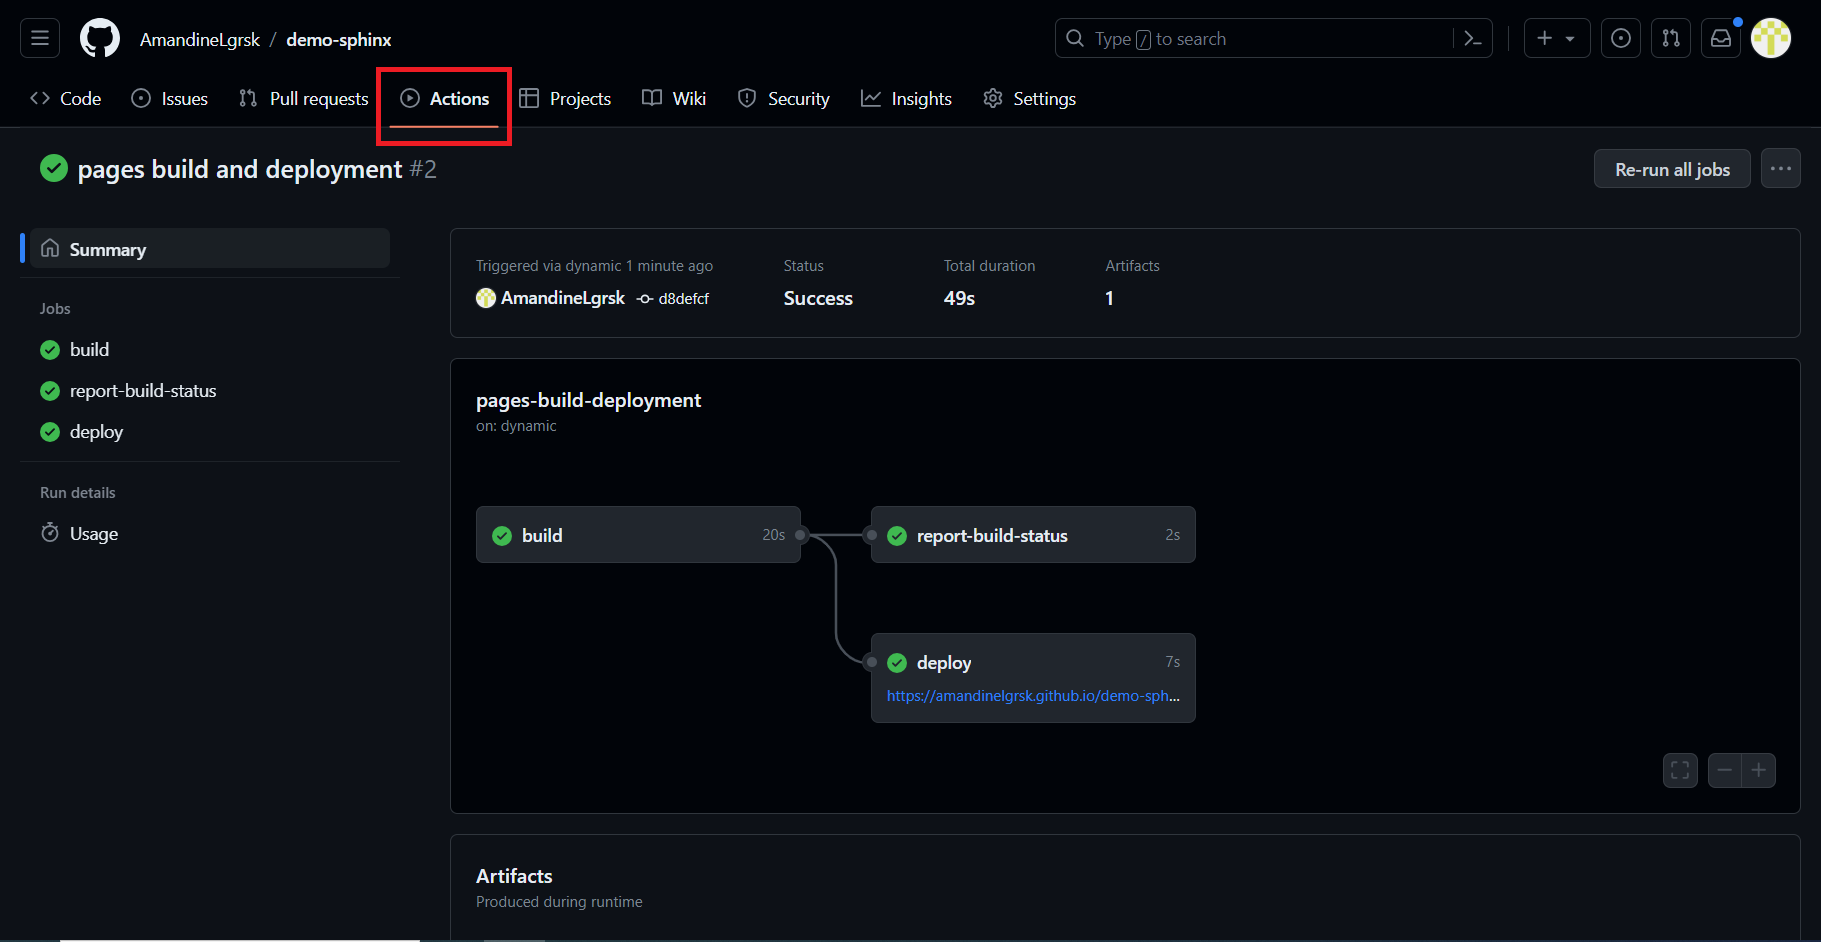 AmandineLgrsk / demo-sphinx
Type / to search
Code Issues Pull requests Actions Projects Wiki Security Insights Settings
pages build and deployment #2
Re-run all jobs
Summary
Jobs
build
report-build-status
deploy
Run details
Usage
Triggered via dynamic 1 minute ago
AmandineLgrsk d8defcf
Status
Success
Total duration
49s
Artifacts
1
pages-build-deployment
on: dynamic
build 20s
report-build-status 2s
deploy 7s
https://amandinelgrsk.github.io/demo-sph...
Artifacts
Produced during runtime